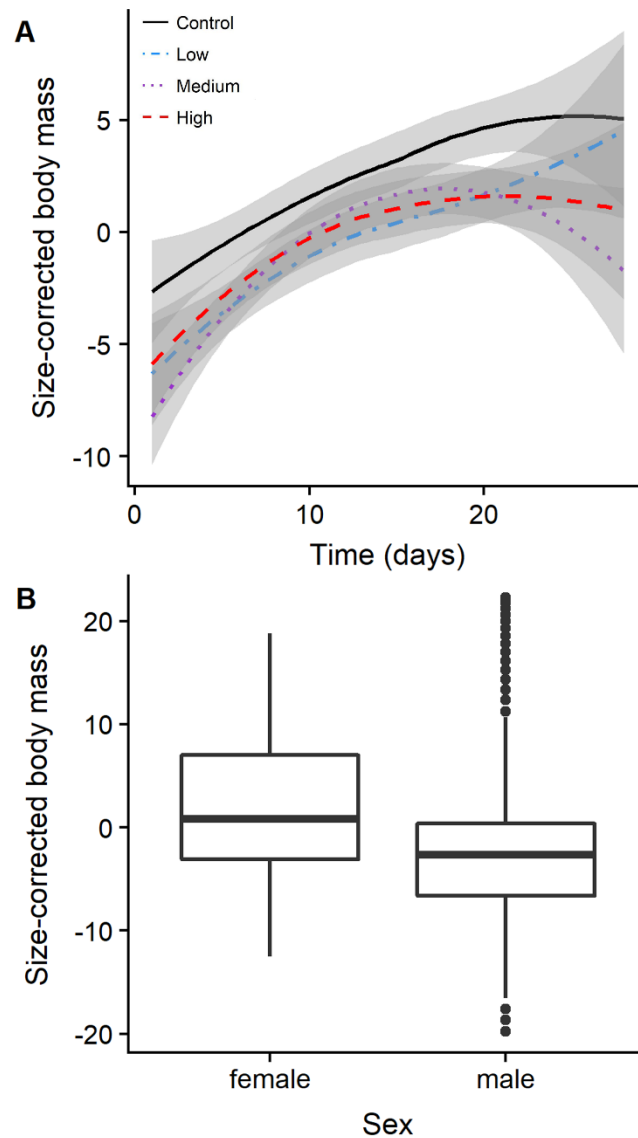 A
Control
Low
Medium
High
Size-corrected body mass
5
0
-5
-10
0
10
20
Time (days)
B
Size-corrected body mass
20
10
0
-10
-20
female
male
Sex